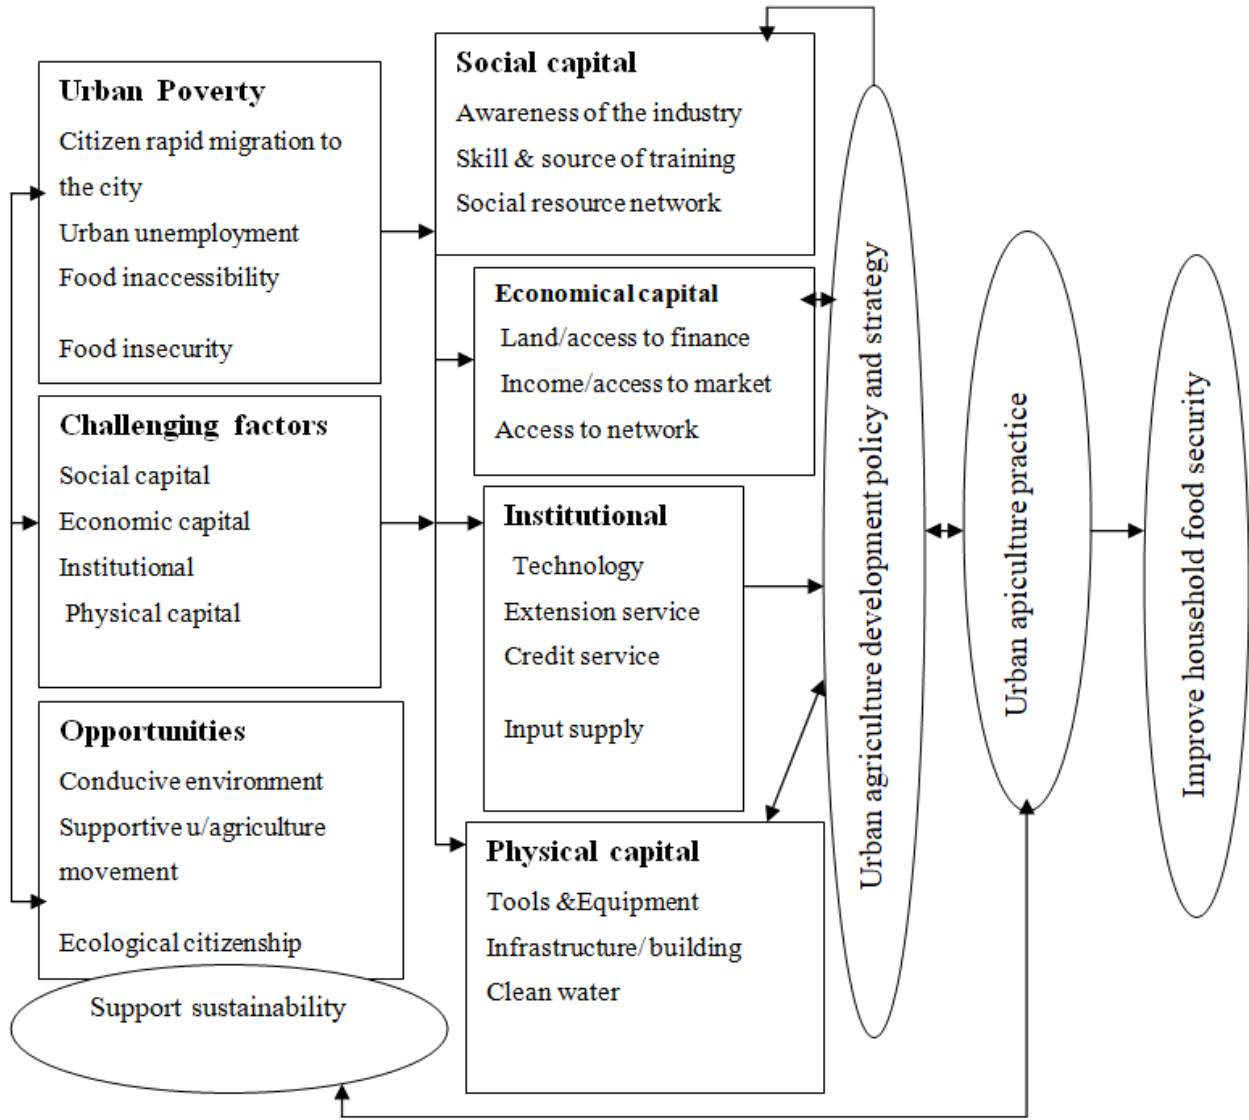 Urban Poverty
Citizen rapid migration to
the city
Urban unemployment
Food inaccessibility
Food insecurity
Challenging factors
Social capital
Economic capital
Institutional
Physical capital
Opportunities
Conducive environment
Supportive u/agriculture
movement
Ecological citizenship
Support sustainability
Social capital
Awareness of the industry
Skill & source of training
Social resource network
Economical capital
Land/access to finance
Income/access to market
Access to network
Institutional
Technology
Extension service
Credit service
Input supply
Physical capital
Tools &Equipment
Infrastructure/ building
Clean water
Urban agriculture development policy and strategy
Urban apiculture practice
Improve household food security